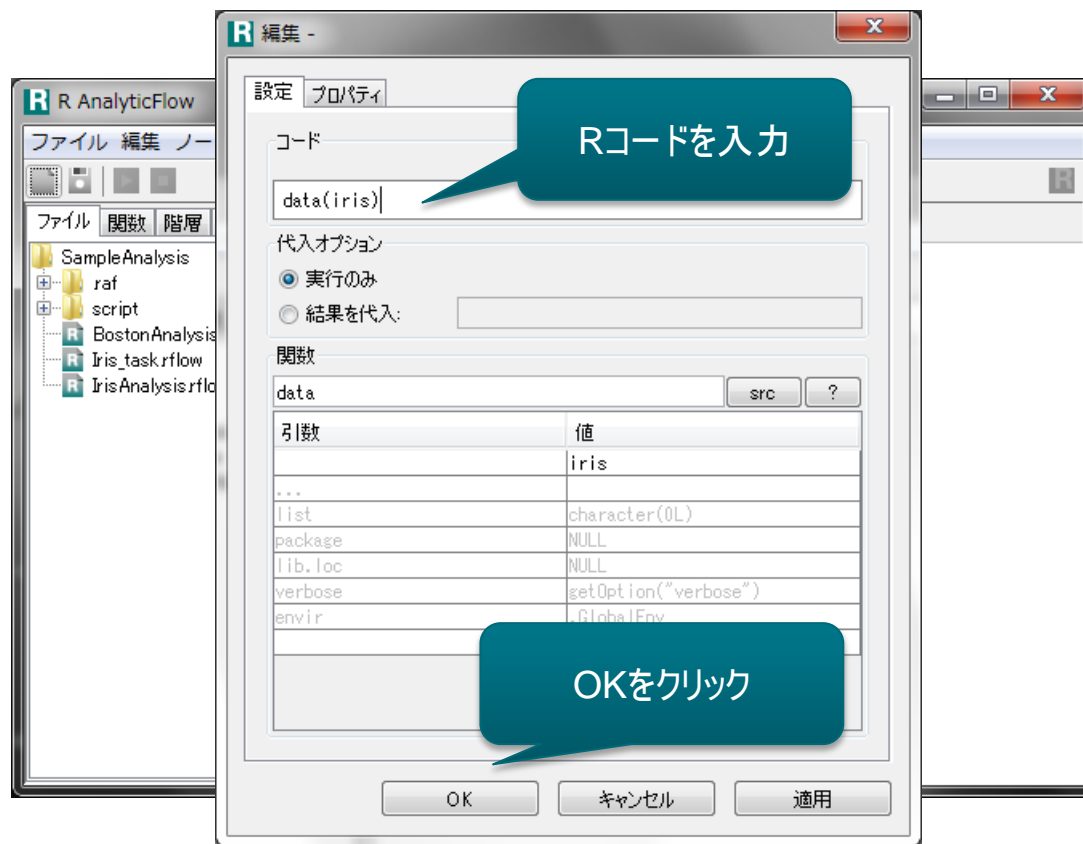 編集 -
設定 プロパティ
R AnalyticFlow
Rコードを入力
ファイル 編集 ノー
コード
data(iris)
ファイル 関数 階層
代入オプション
SampleAnalysis
実行のみ
raf
script
結果を代入:
BostonAnalysis
関数
Iris_task.rflow
IrisAnalysis.rflo
data src ?
引数 値
iris
...
list character(0L)
package NULL
lib.loc NULL
verbose getOption("verbose")
envir .GlobalEnv
OKをクリック
OK キャンセル 適用